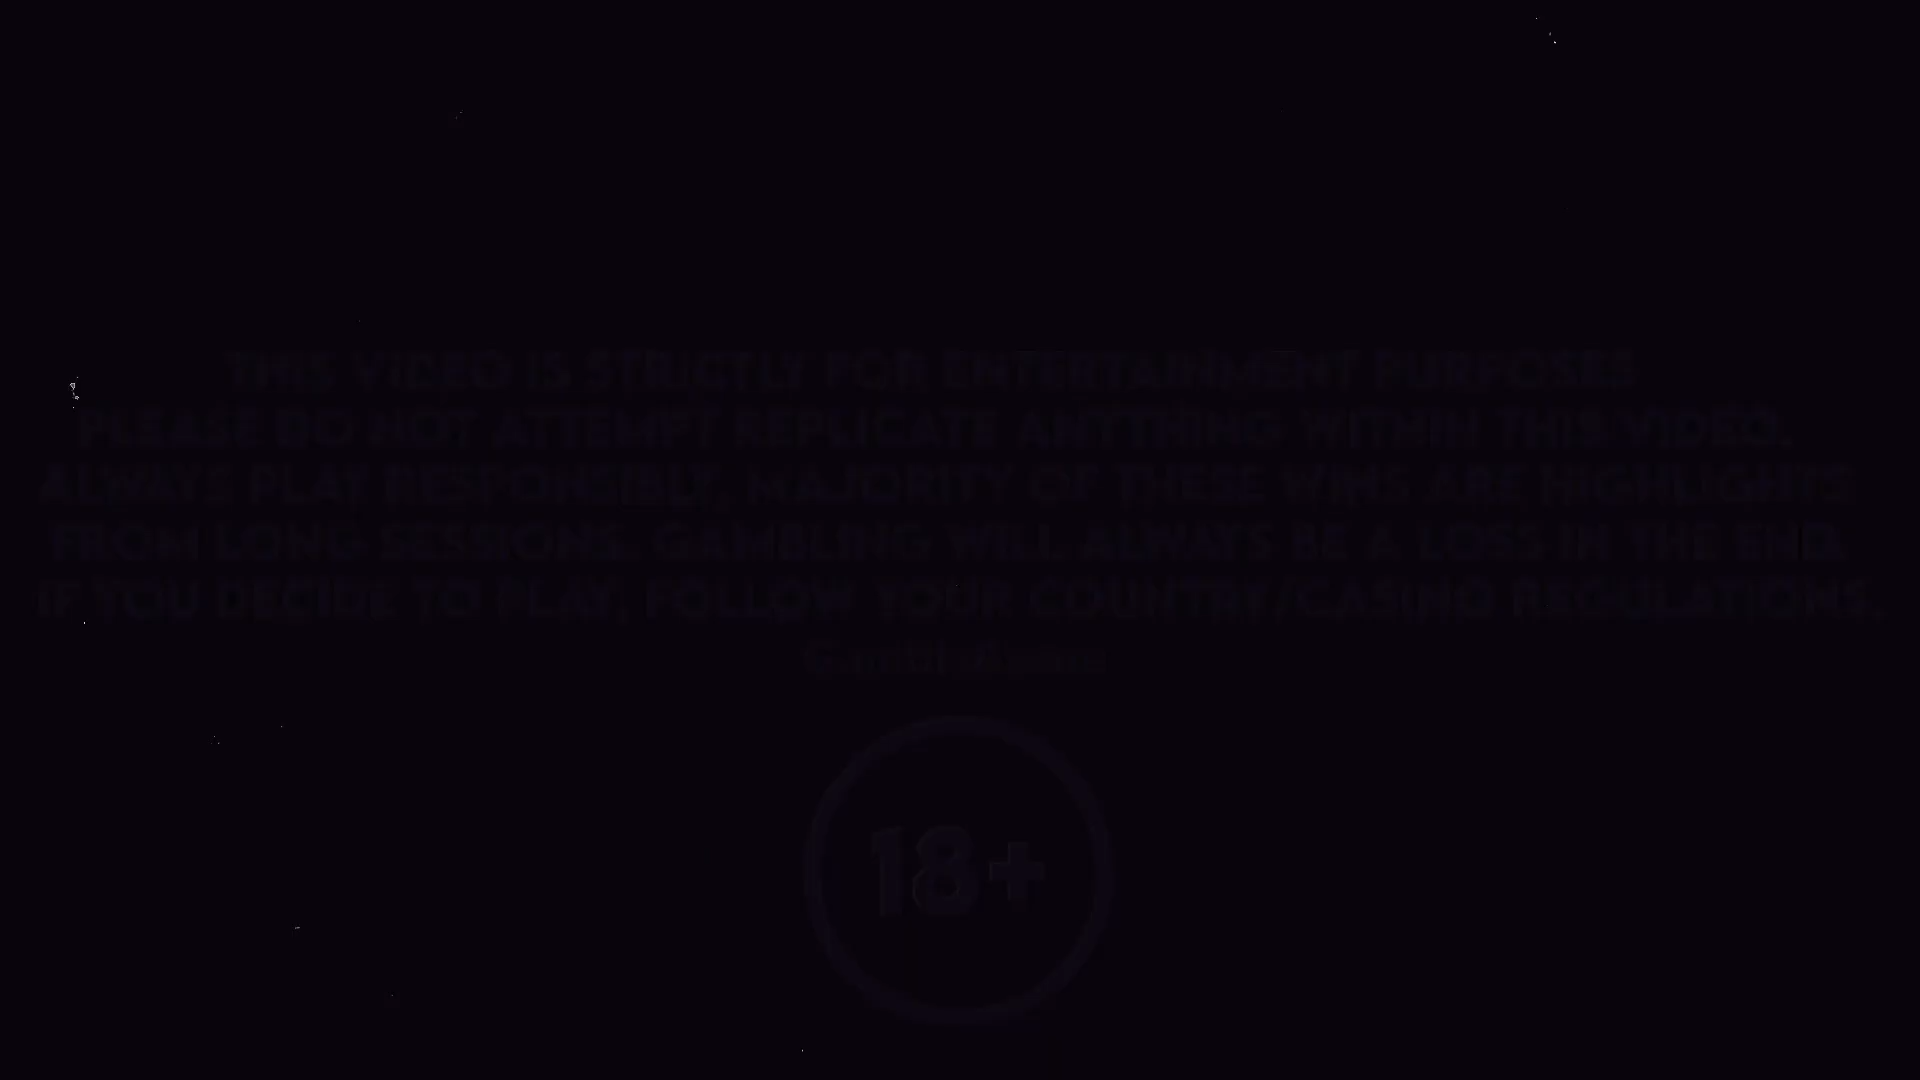 THIS VIDEO IS STRICTLY FOR ENTERTAINMENT PURPOSES
PLEASE DO NOT ATTEMPT REPLICATE ANYTHING WITHIN THIS VIDEO.
ALWAYS PLAY RESPONSIBLY, MAJORITY OF THESE WINS ARE HIGHLIGHTS
FROM LONG SESSIONS. GAMBLING WILL ALWAYS BE A LOSS IN THE END.
IF YOU DECIDE TO PLAY, FOLLOW YOUR COUNTRY/CASINO REGULATIONS.
GambleAware
18+